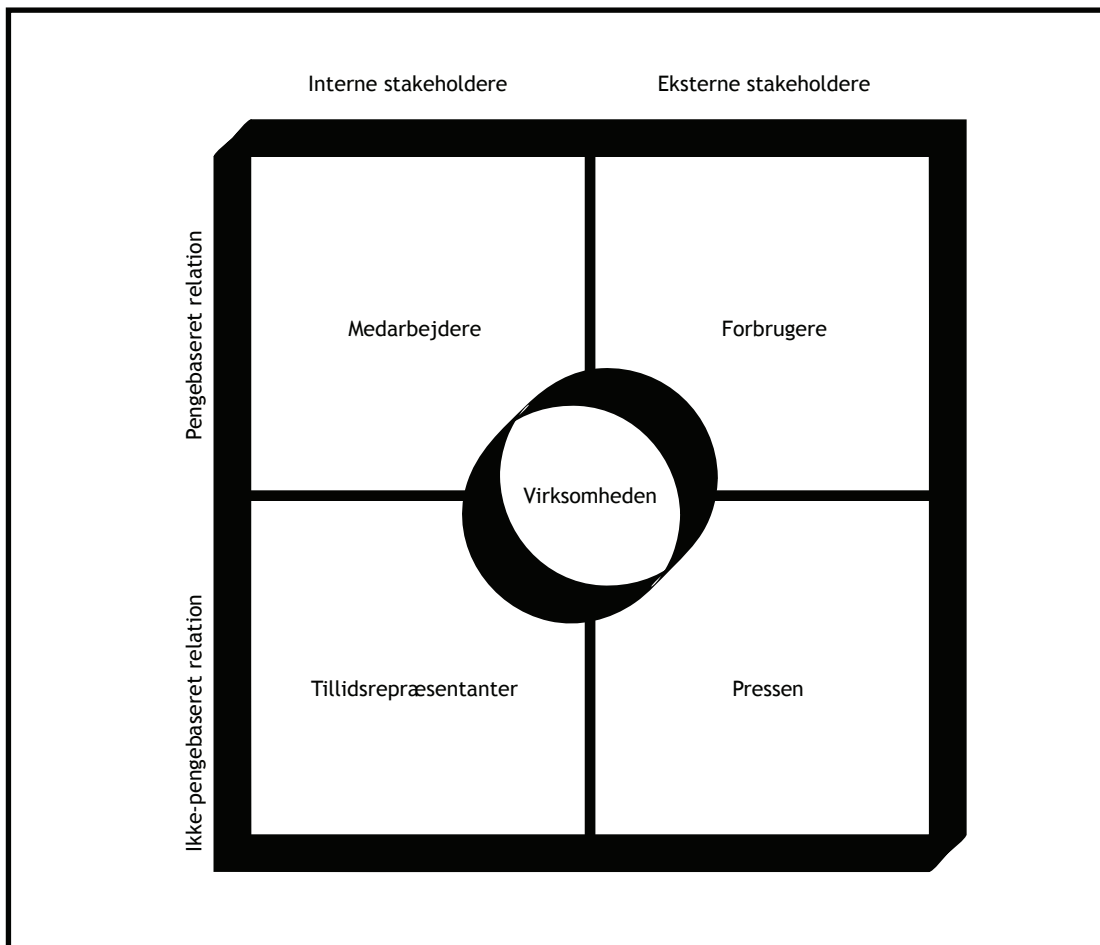 Interne stakeholdere
Eksterne stakeholdere
Pengebaseret relation
Medarbejdere
Forbrugere
Virksomheden
Ikke-pengebaseret relation
Tillidsrepræsentanter
Pressen